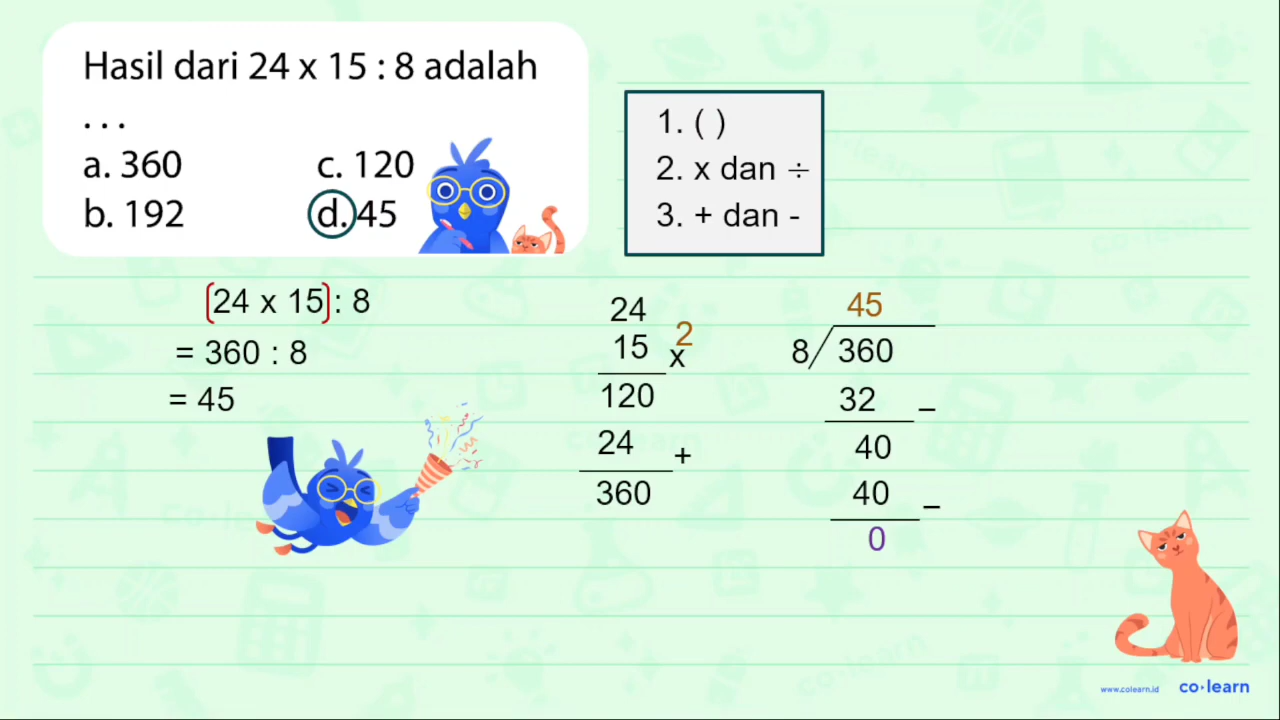 Hasil dari 24 x 15 : 8 adalah
. . .
a. 360 c. 120
b. 192 d. 45
1. ( )
2. x dan ÷
3. + dan -
(24 x 15) : 8
= 360 : 8
= 45
24
2
15 x
120
24 +
360
45
8 360
32 –
40
40 –
0
www.colearn.id co•learn